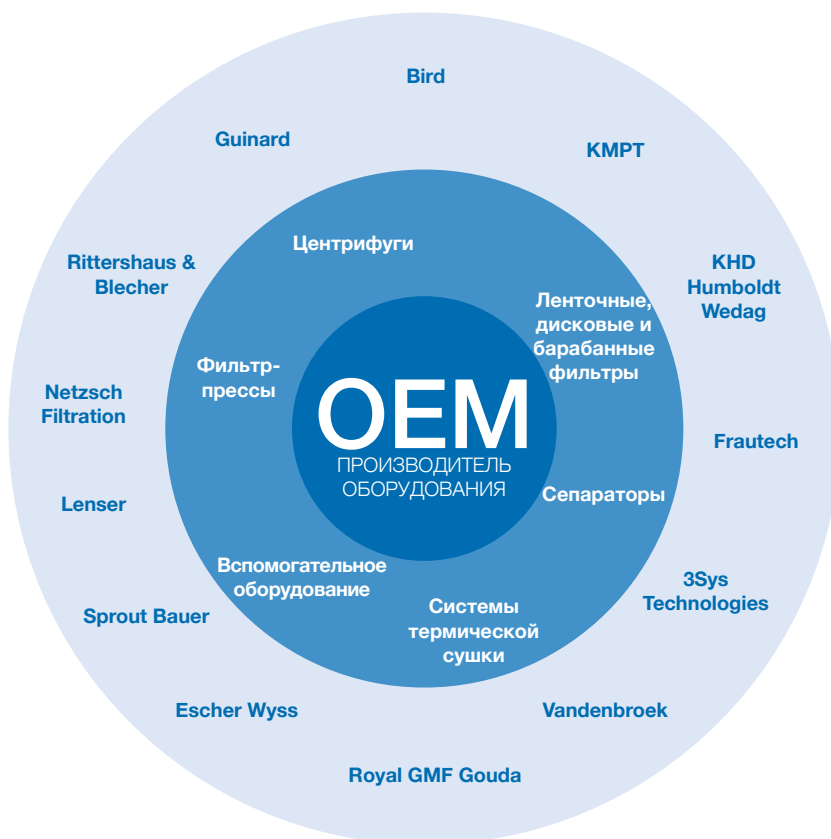 Bird
Guinard
KMPT
Центрифуги
Rittershaus &
Blecher
KHD
Humboldt
Wedag
Ленточные,
дисковые и
барабанные
фильтры
Фильтр-
прессы
Netzsch
Filtration
OEM
ПРОИЗВОДИТЕЛЬ
ОБОРУДОВАНИЯ
Frautech
Сепараторы
Lenser
Вспомогательное
оборудование
3Sys
Technologies
Sprout Bauer
Системы
термической
сушки
Escher Wyss
Vandenbroek
Royal GMF Gouda